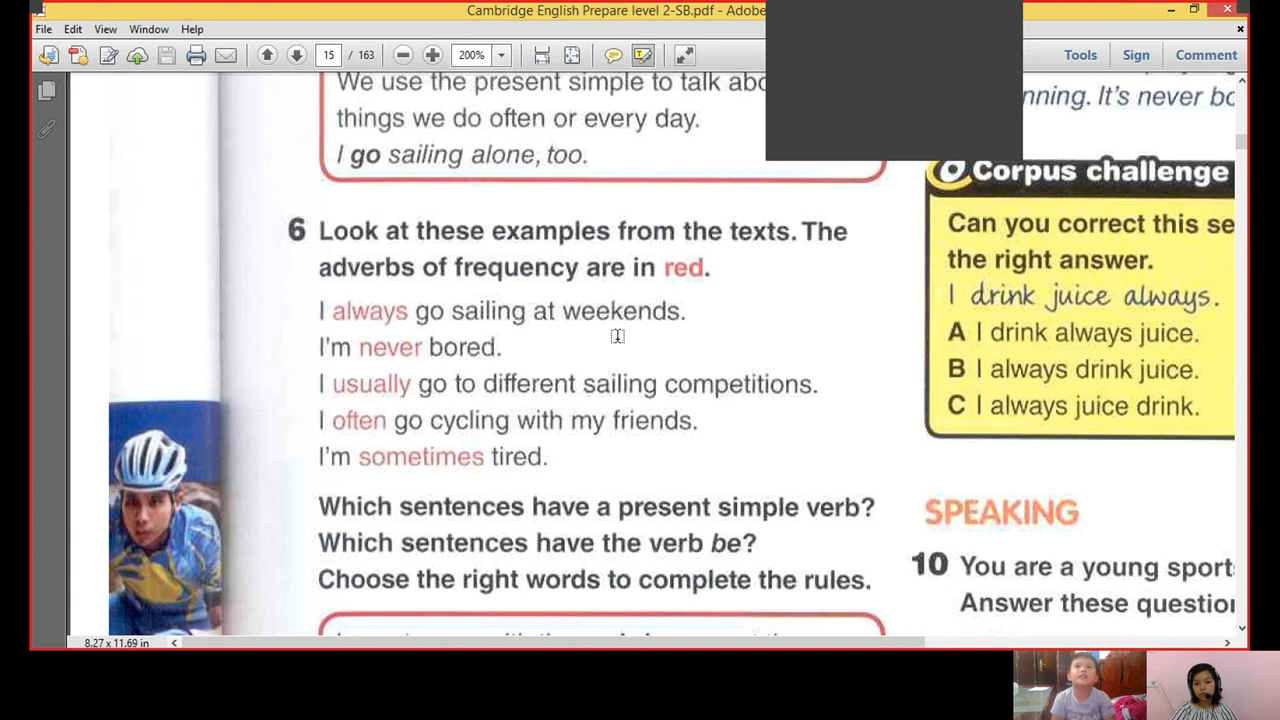 Cambridge English Prepare level 2-SB.pdf - Adobe
File Edit View Window Help
15 / 163
200%
Tools Sign Comment
We use the present simple to talk
things we do often or every day.
I go sailing alone, too.
6 Look at these examples from the texts. The
adverbs of frequency are in red.
I always go sailing at weekends.
I'm never bored.
I usually go to different sailing competitions.
I often go cycling with my friends.
I'm sometimes tired.
Which sentences have a present simple verb?
Which sentences have the verb be?
Choose the right words to complete the rules.
It's never
Corpus challenge
Can you correct this
the right answer.
I drink juice always.
A I drink always juice.
B I always drink juice.
C I always juice drink.
SPEAKING
10 You are a young
Answer these
8.27 x 11.69 in